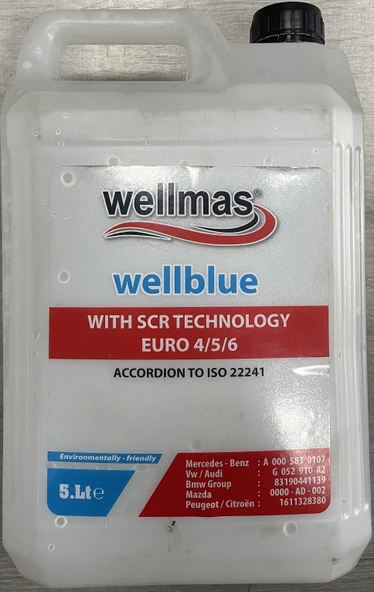 wellmas®
wellblue
WITH SCR TECHNOLOGY
EURO 4/5/6
ACCORDION TO ISO 22241
Environmentally - friendly
5.Lt℮
Mercedes - Benz : A 000 583 0107
Vw / Audi : G 052 910 A2
Bmw Group : 83190441139
Mazda : 0000 - AD - 002
Peugeot / Citroën : 1611328380